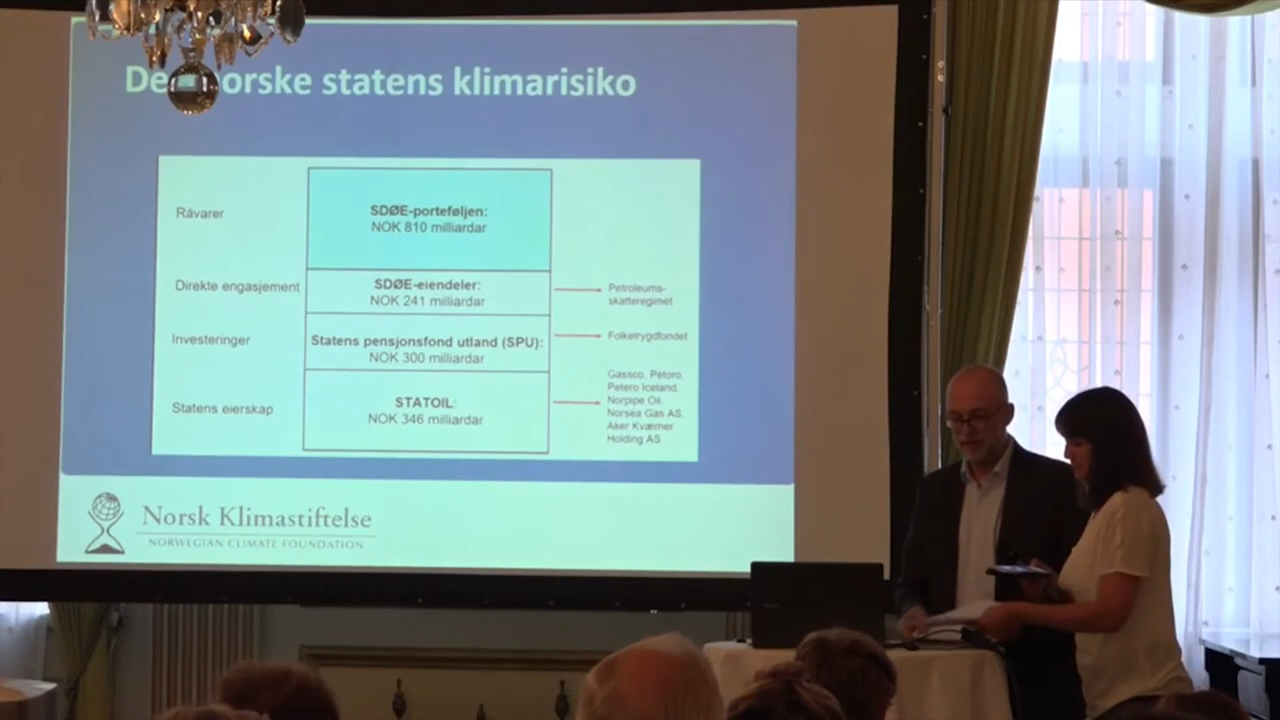 De orske statens klimarisiko
Råvarer
SDØE-porteføljen:
NOK 810 milliardar
Direkte engasjement
SDØE-eiendeler:
NOK 241 milliardar
Petroleums-
skatteregimet
Investeringer
Statens pensjonsfond utland (SPU):
NOK 300 milliardar
Folketrygdfondet
Statens eierskap
STATOIL:
NOK 346 milliardar
Gassco, Petoro,
Petero Iceland,
Norpipe Oil,
Norsea Gas AS,
Aker Kværner
Holding AS
Norsk Klimastiftelse
NORWEGIAN CLIMATE FOUNDATION